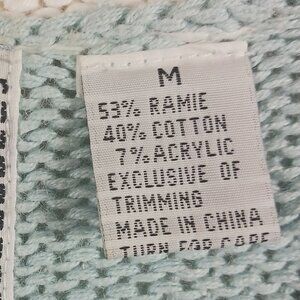 M
53% RAMIE
40% COTTON
7% ACRYLIC
EXCLUSIVE OF
TRIMMING
MADE IN CHINA
TURN FOR CARE